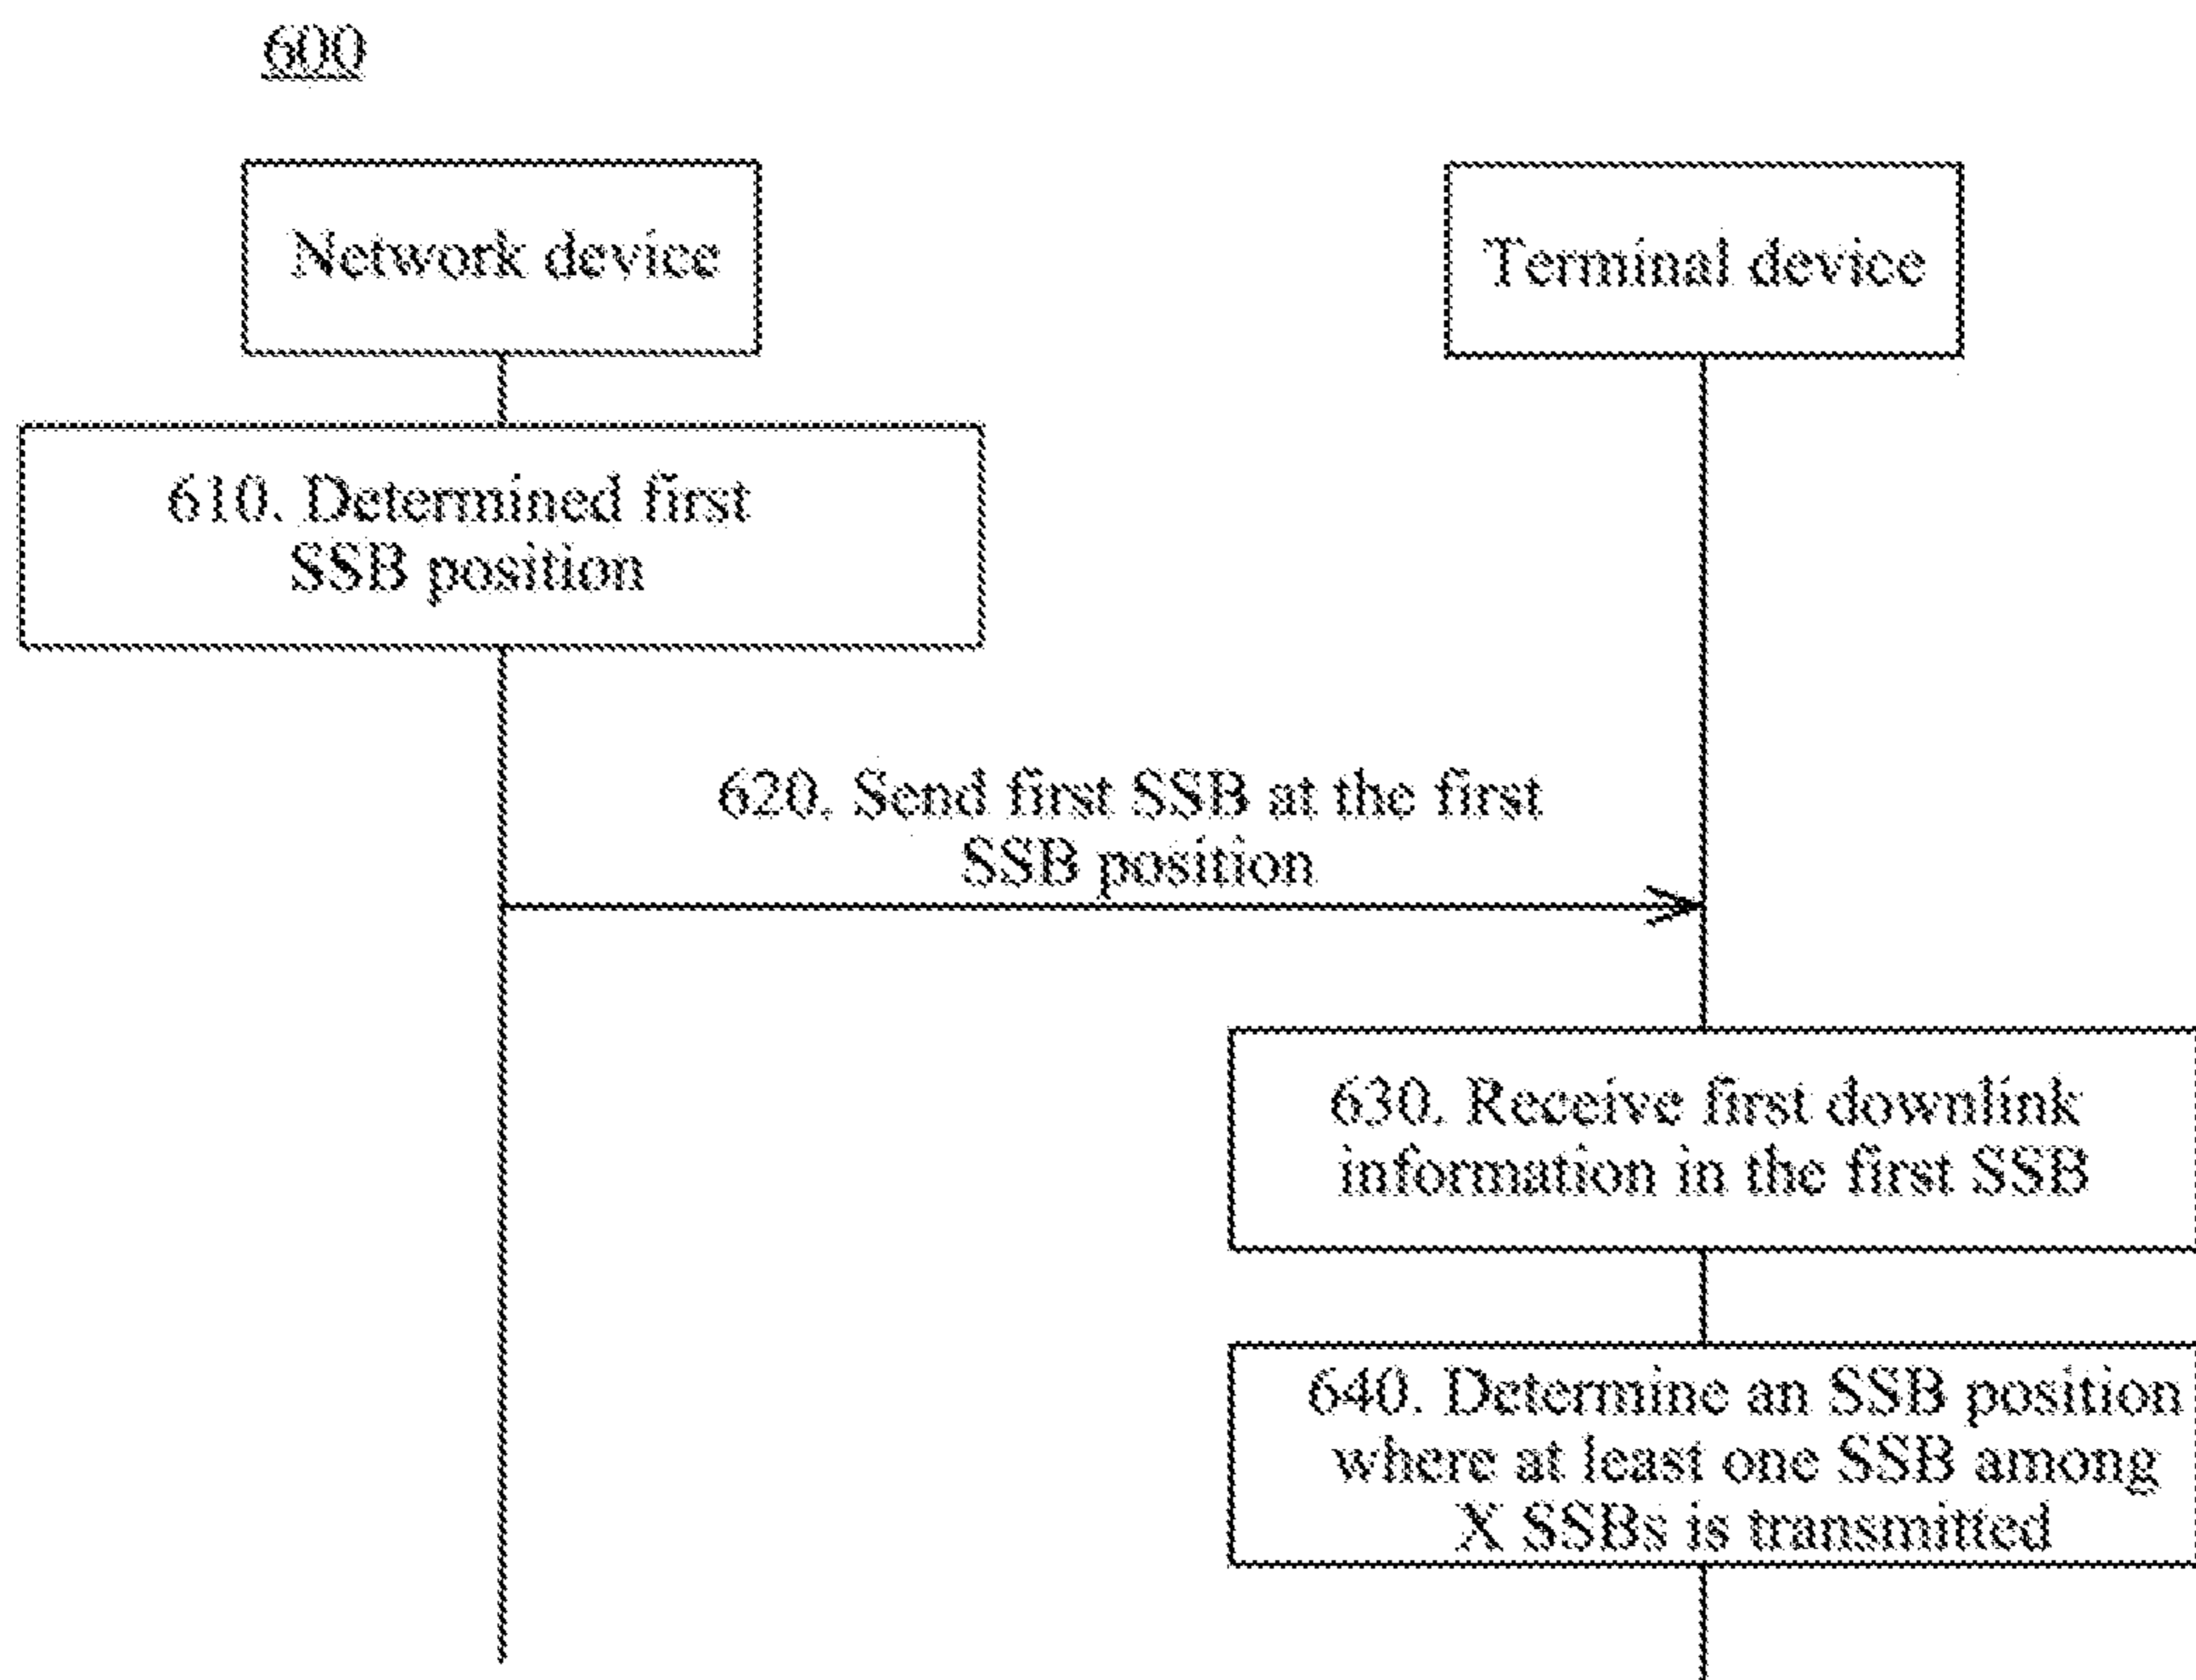 600
Network device
Terminal device
610. Determined first
SSB position
620. Send first SSB at the first
SSB position
630. Receive first downlink
information in the first SSB
640. Determine an SSB position
where at least one SSB among
X SSBs is transmitted